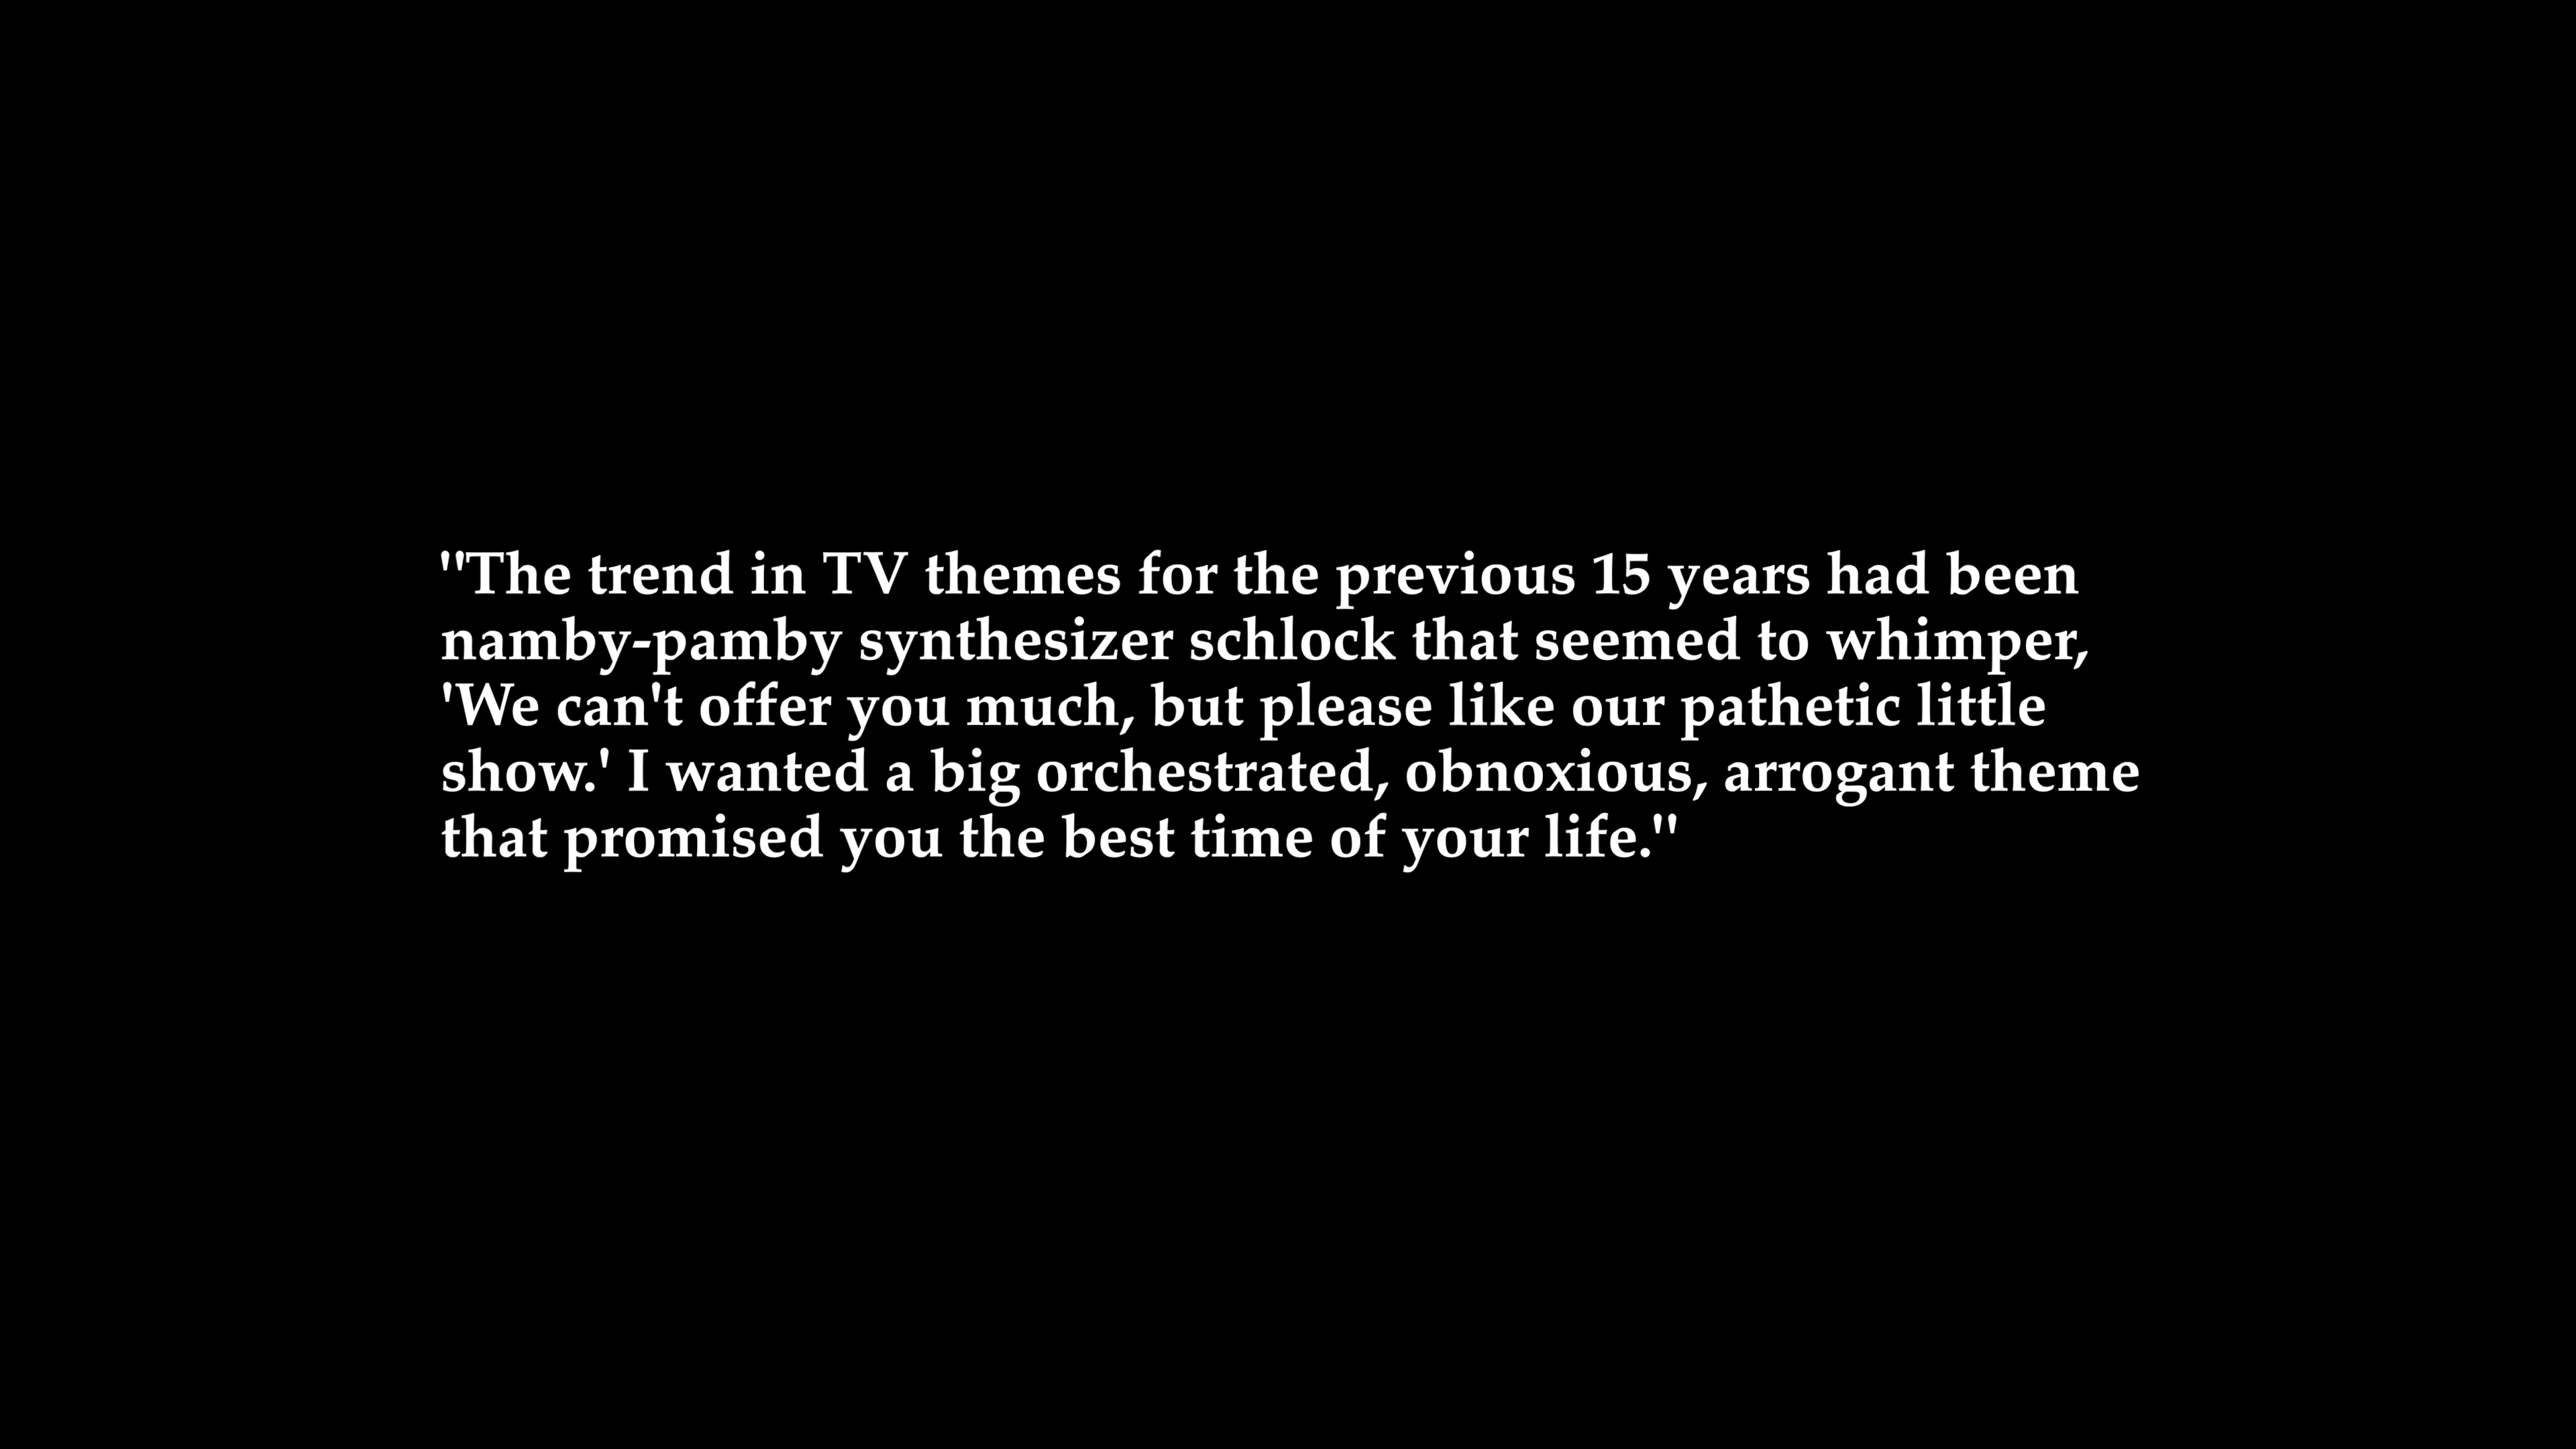 "The trend in TV themes for the previous 15 years had been
namby-pamby synthesizer schlock that seemed to whimper,
'We can't offer you much, but please like our pathetic little
show.' I wanted a big orchestrated, obnoxious, arrogant theme
that promised you the best time of your life."